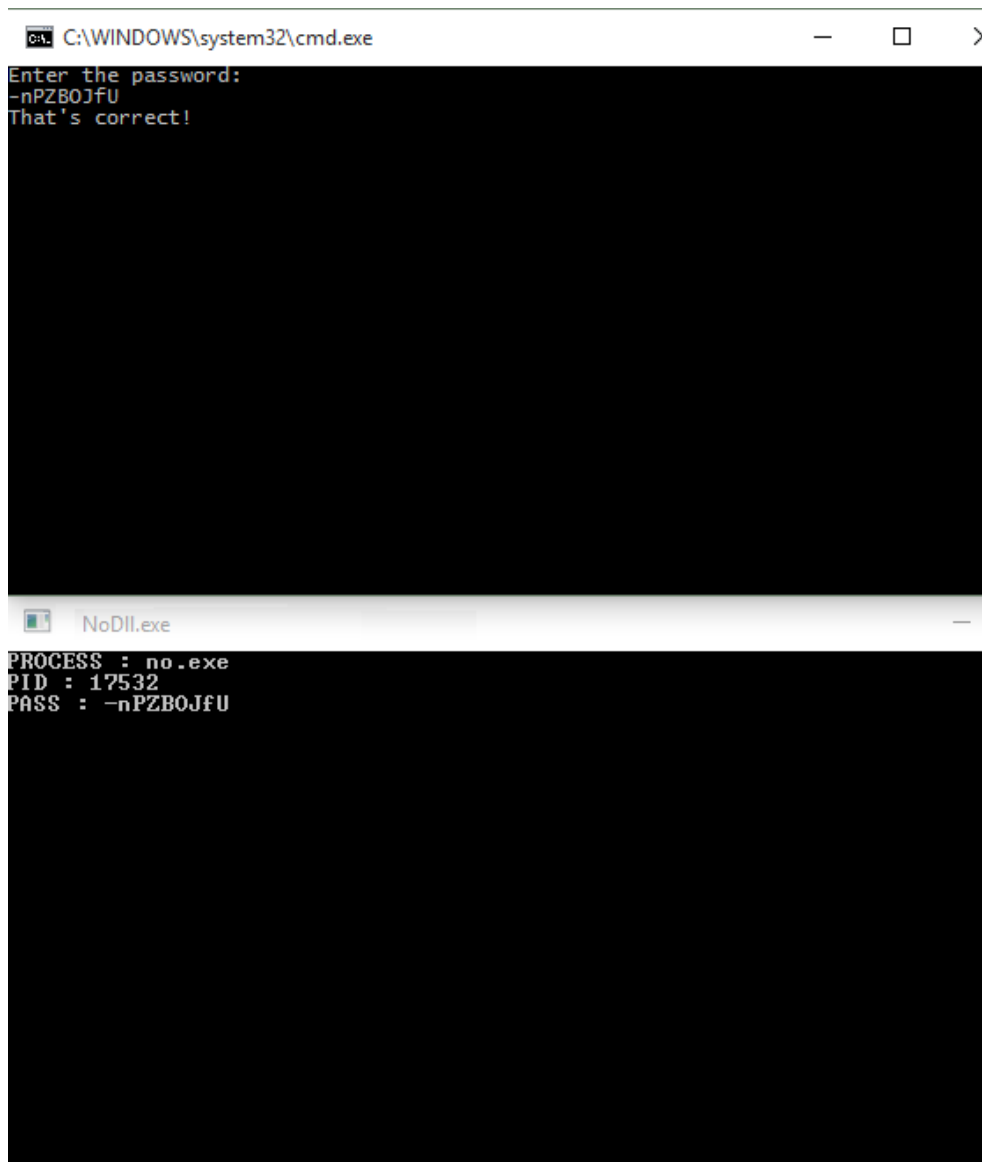 C:\WINDOWS\system32\cmd.exe
Enter the password:
-nPZBOJfU
That's correct!
NoDll.exe
PROCESS : no.exe
PID : 17532
PASS : -nPZBOJfU